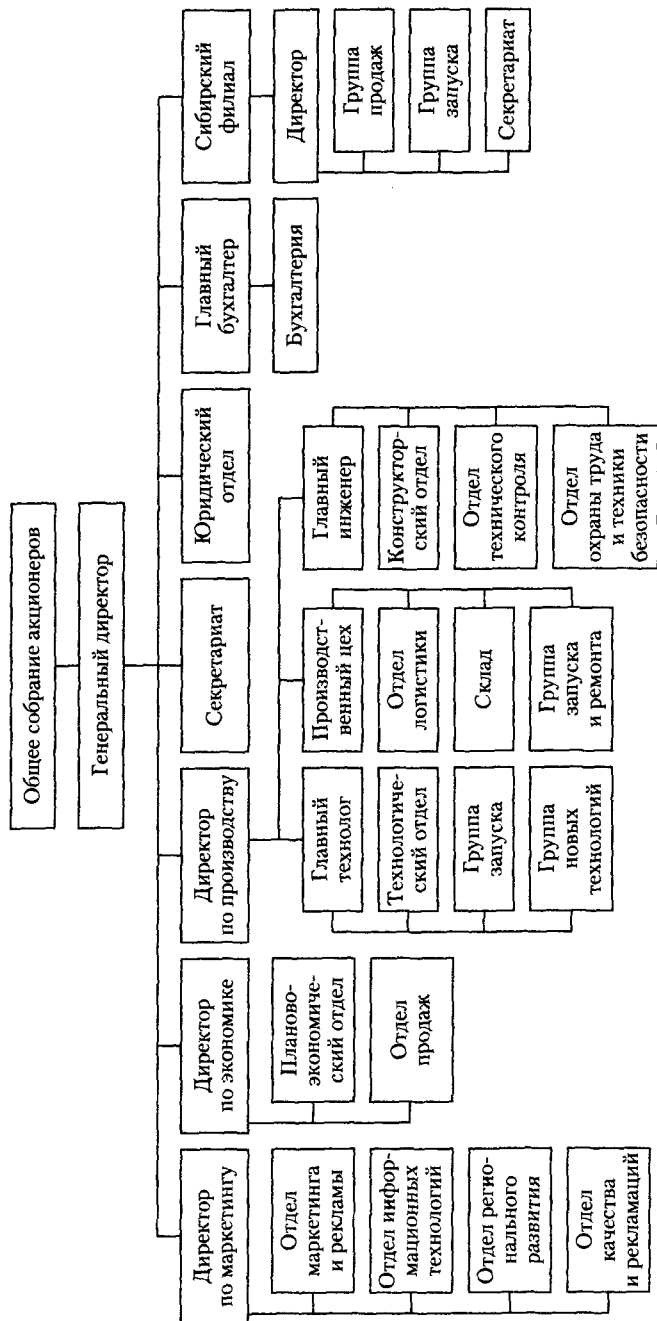 Общее собрание акционеров
Генеральный директор
Директор
по маркетингу
Директор
по экономике
Директор
по производству
Секретариат
Юридический
отдел
Главный
бухгалтер
Сибирский
филиал
Отдел
маркетинга
и рекламы
Отдел иифор-
мационных
технологий
Отдел регио-
нального
развития
Отдел
качества
и рекламаций
Планово-
экономиче-
ский отдел
Отдел
продаж
Главный
технолог
Технологиче-
ский отдел
Группа
запуска
Группа
новых
технологий
Производст-
венный цех
Отдел
логистики
Склад
Группа
запуска
и ремонта
Главный
инженер
Конструктор-
ский отдел
Отдел
технического
контроля
Отдел
охраны труда
и техники
безопасности
Бухгалтерия
Директор
Группа
продаж
Группа
запуска
Секретариат